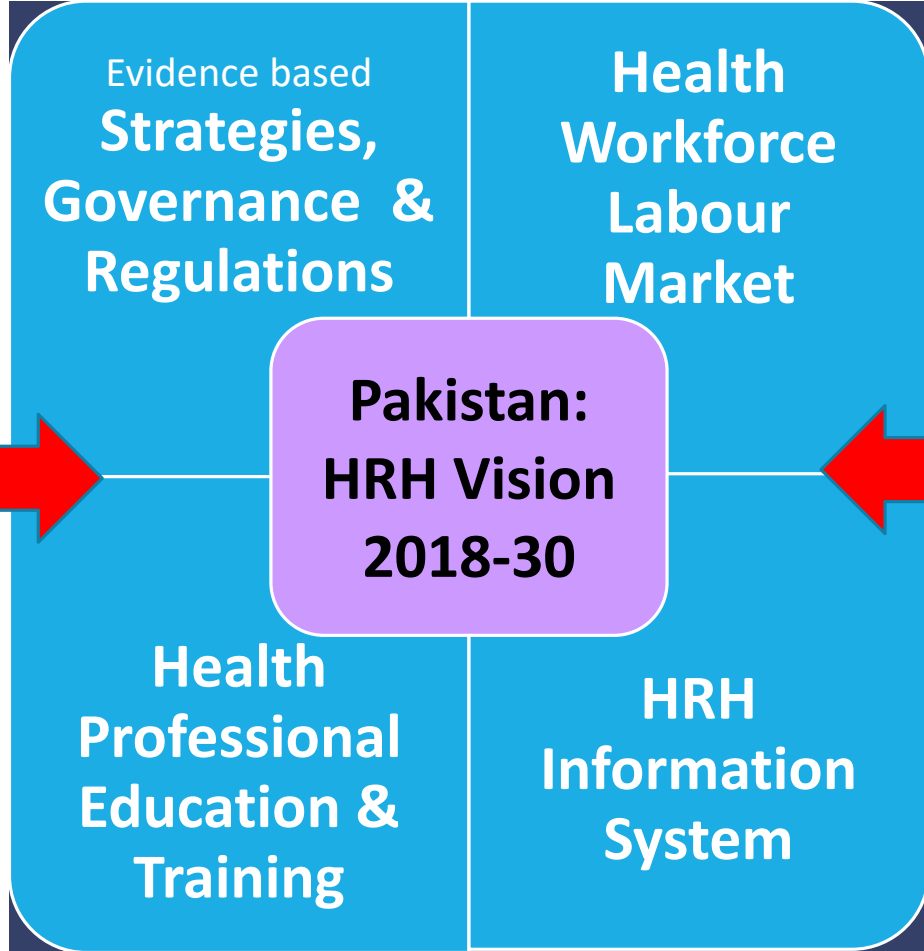 Evidence based
Strategies,
Governance &
Regulations
Health
Workforce
Labour
Market
Pakistan:
HRH Vision
2018-30
Health
Professional
Education &
Training
HRH
Information
System